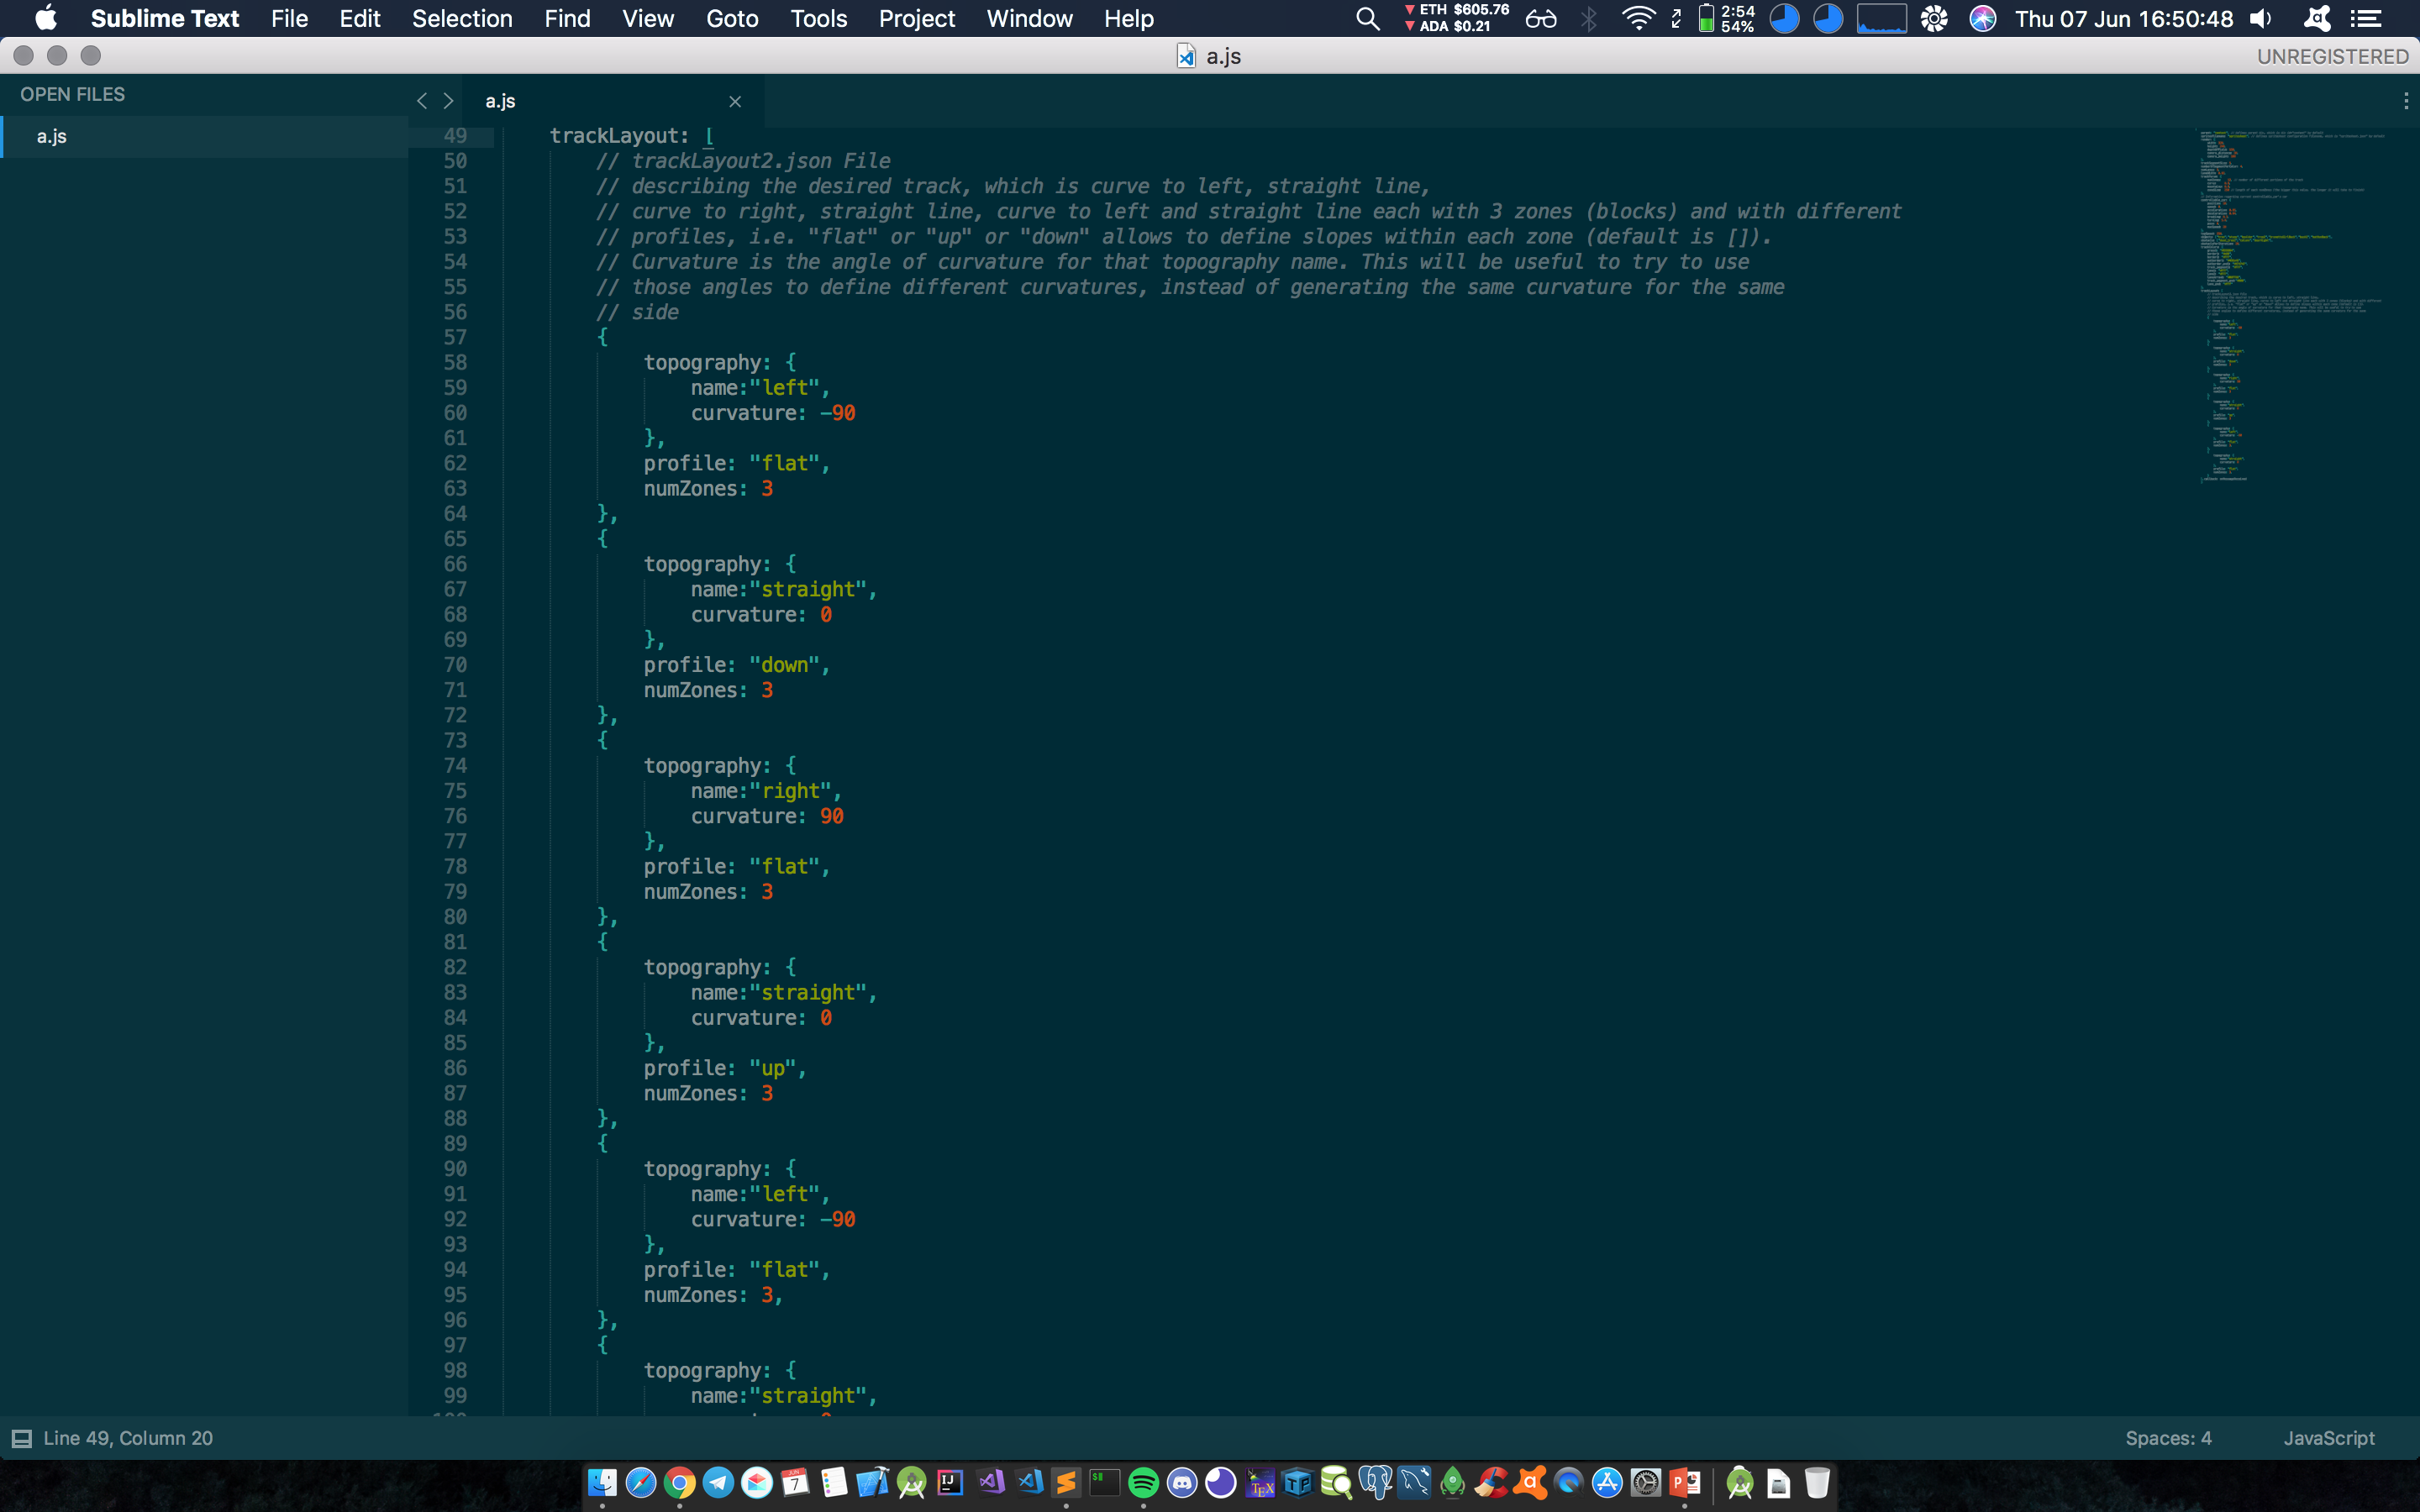 Sublime Text File Edit Selection Find View Goto Tools Project Window Help
ETH $605.76
ADA $0.21
2:54
54%
Thu 07 Jun 16:50:48
a.js
UNREGISTERED
OPEN FILES
a.js
a.js
49 trackLayout: [
50 // trackLayout2.json File
51 // describing the desired track, which is curve to left, straight line,
52 // curve to right, straight line, curve to left and straight line each with 3 zones (blocks) and with different
53 // profiles, i.e. "flat" or "up" or "down" allows to define slopes within each zone (default is []).
54 // Curvature is the angle of curvature for that topography name. This will be useful to try to use
55 // those angles to define different curvatures, instead of generating the same curvature for the same
56 // side
57 {
58 topography: {
59 name:"left",
60 curvature: -90
61 },
62 profile: "flat",
63 numZones: 3
64 },
65 {
66 topography: {
67 name:"straight",
68 curvature: 0
69 },
70 profile: "down",
71 numZones: 3
72 },
73 {
74 topography: {
75 name:"right",
76 curvature: 90
77 },
78 profile: "flat",
79 numZones: 3
80 },
81 {
82 topography: {
83 name:"straight",
84 curvature: 0
85 },
86 profile: "up",
87 numZones: 3
88 },
89 {
90 topography: {
91 name:"left",
92 curvature: -90
93 },
94 profile: "flat",
95 numZones: 3,
96 },
97 {
98 topography: {
99 name:"straight",
Line 49, Column 20
Spaces: 4
JavaScript